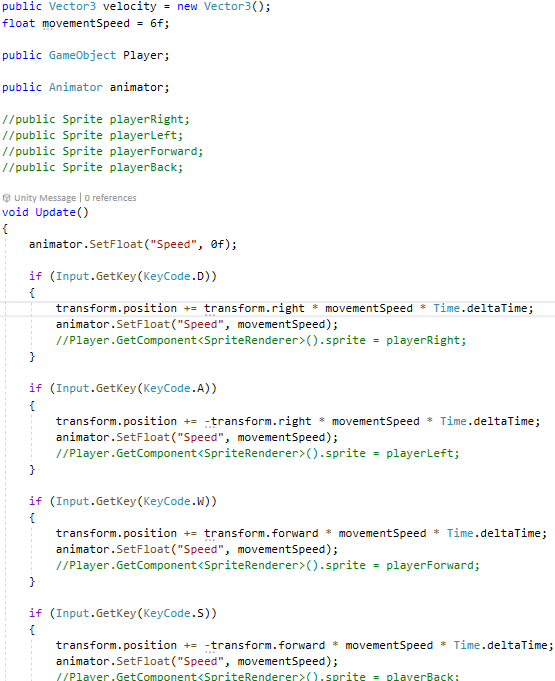 public Vector3 velocity = new Vector3();
float movementSpeed = 6f;
public GameObject Player;
public Animator animator;
//public Sprite playerRight;
//public Sprite playerLeft;
//public Sprite playerForward;
//public Sprite playerBack;
Unity Message | 0 references
void Update()
{
animator.SetFloat("Speed", 0f);
if (Input.GetKey(KeyCode.D))
{
transform.position += transform.right * movementSpeed * Time.deltaTime;
animator.SetFloat("Speed", movementSpeed);
//Player.GetComponent<SpriteRenderer>().sprite = playerRight;
}
if (Input.GetKey(KeyCode.A))
{
transform.position += -transform.right * movementSpeed * Time.deltaTime;
animator.SetFloat("Speed", movementSpeed);
//Player.GetComponent<SpriteRenderer>().sprite = playerLeft;
}
if (Input.GetKey(KeyCode.W))
{
transform.position += transform.forward * movementSpeed * Time.deltaTime;
animator.SetFloat("Speed", movementSpeed);
//Player.GetComponent<SpriteRenderer>().sprite = playerForward;
}
if (Input.GetKey(KeyCode.S))
{
transform.position += -transform.forward * movementSpeed * Time.deltaTime;
animator.SetFloat("Speed", movementSpeed);
//Player.GetComponent<SpriteRenderer>().sprite = playerBack;